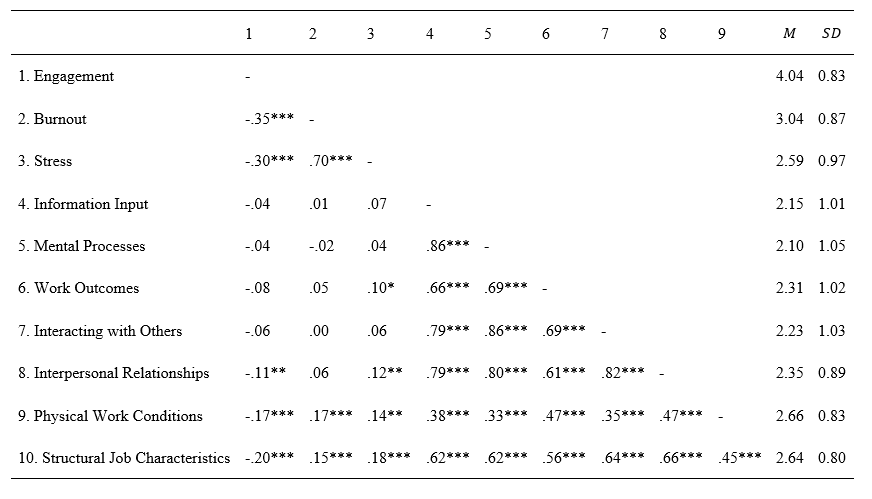 1 2 3 4 5 6 7 8 9 M SD
1. Engagement - 4.04 0.83
2. Burnout -.35*** - 3.04 0.87
3. Stress -.30*** .70*** - 2.59 0.97
4. Information Input -.04 .01 .07 - 2.15 1.01
5. Mental Processes -.04 -.02 .04 .86*** - 2.10 1.05
6. Work Outcomes -.08 .05 .10* .66*** .69*** - 2.31 1.02
7. Interacting with Others -.06 .00 .06 .79*** .86*** .69*** - 2.23 1.03
8. Interpersonal Relationships -.11** .06 .12** .79*** .80*** .61*** .82*** - 2.35 0.89
9. Physical Work Conditions -.17*** .17*** .14** .38*** .33*** .47*** .35*** .47*** - 2.66 0.83
10. Structural Job Characteristics -.20*** .15*** .18*** .62*** .62*** .56*** .64*** .66*** .45*** 2.64 0.80